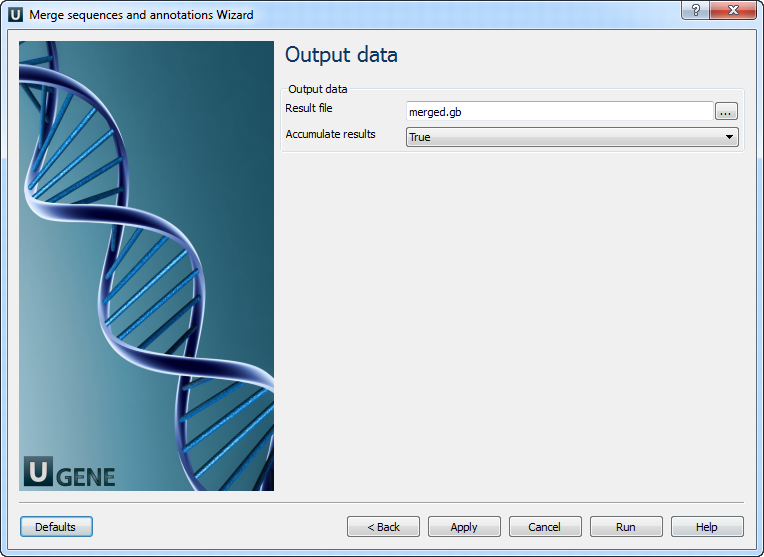 U Merge sequences and annotations Wizard
Output data
Output data
Result file
merged.gb
...
Accumulate results
True
U GENE
Defaults
< Back
Apply
Cancel
Run
Help